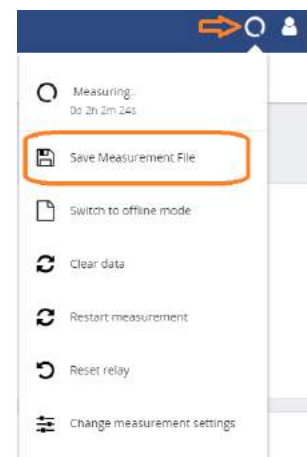 Measuring..
0d 2h 2m 24s
Save Measurement File
Switch to offline mode
Clear data
Restart measurement
Reset relay
Change measurement settings